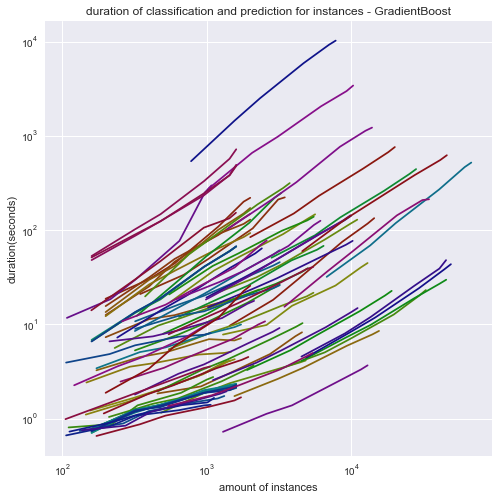 duration of classification and prediction for instances - GradientBoost
10^4
10^3
10^2
10^1
10^0
duration(seconds)
10^2 10^3 10^4
amount of instances